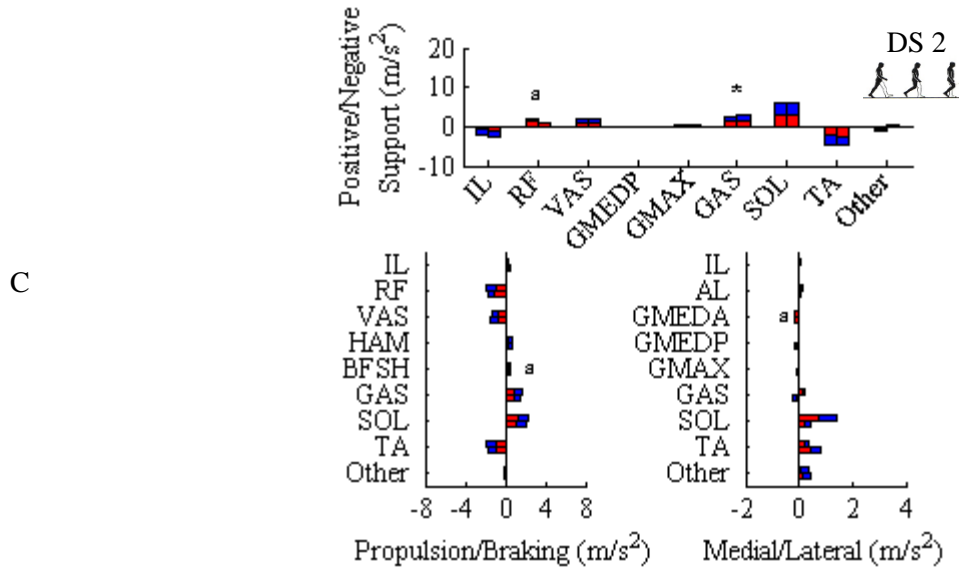 DS 2
Positive/Negative
Support (m/s²)
20
10
0
-10
a
*
IL RF VAS GMEDP GMAX GAS SOL TA Other
C
IL
RF
VAS
HAM
BFSH a
GAS
SOL
TA
Other
-8 -4 0 4 8
Propulsion/Braking (m/s²)
IL
AL
GMEDA a
GMEDP
GMAX
GAS
SOL
TA
Other
-2 0 2 4
Medial/Lateral (m/s²)